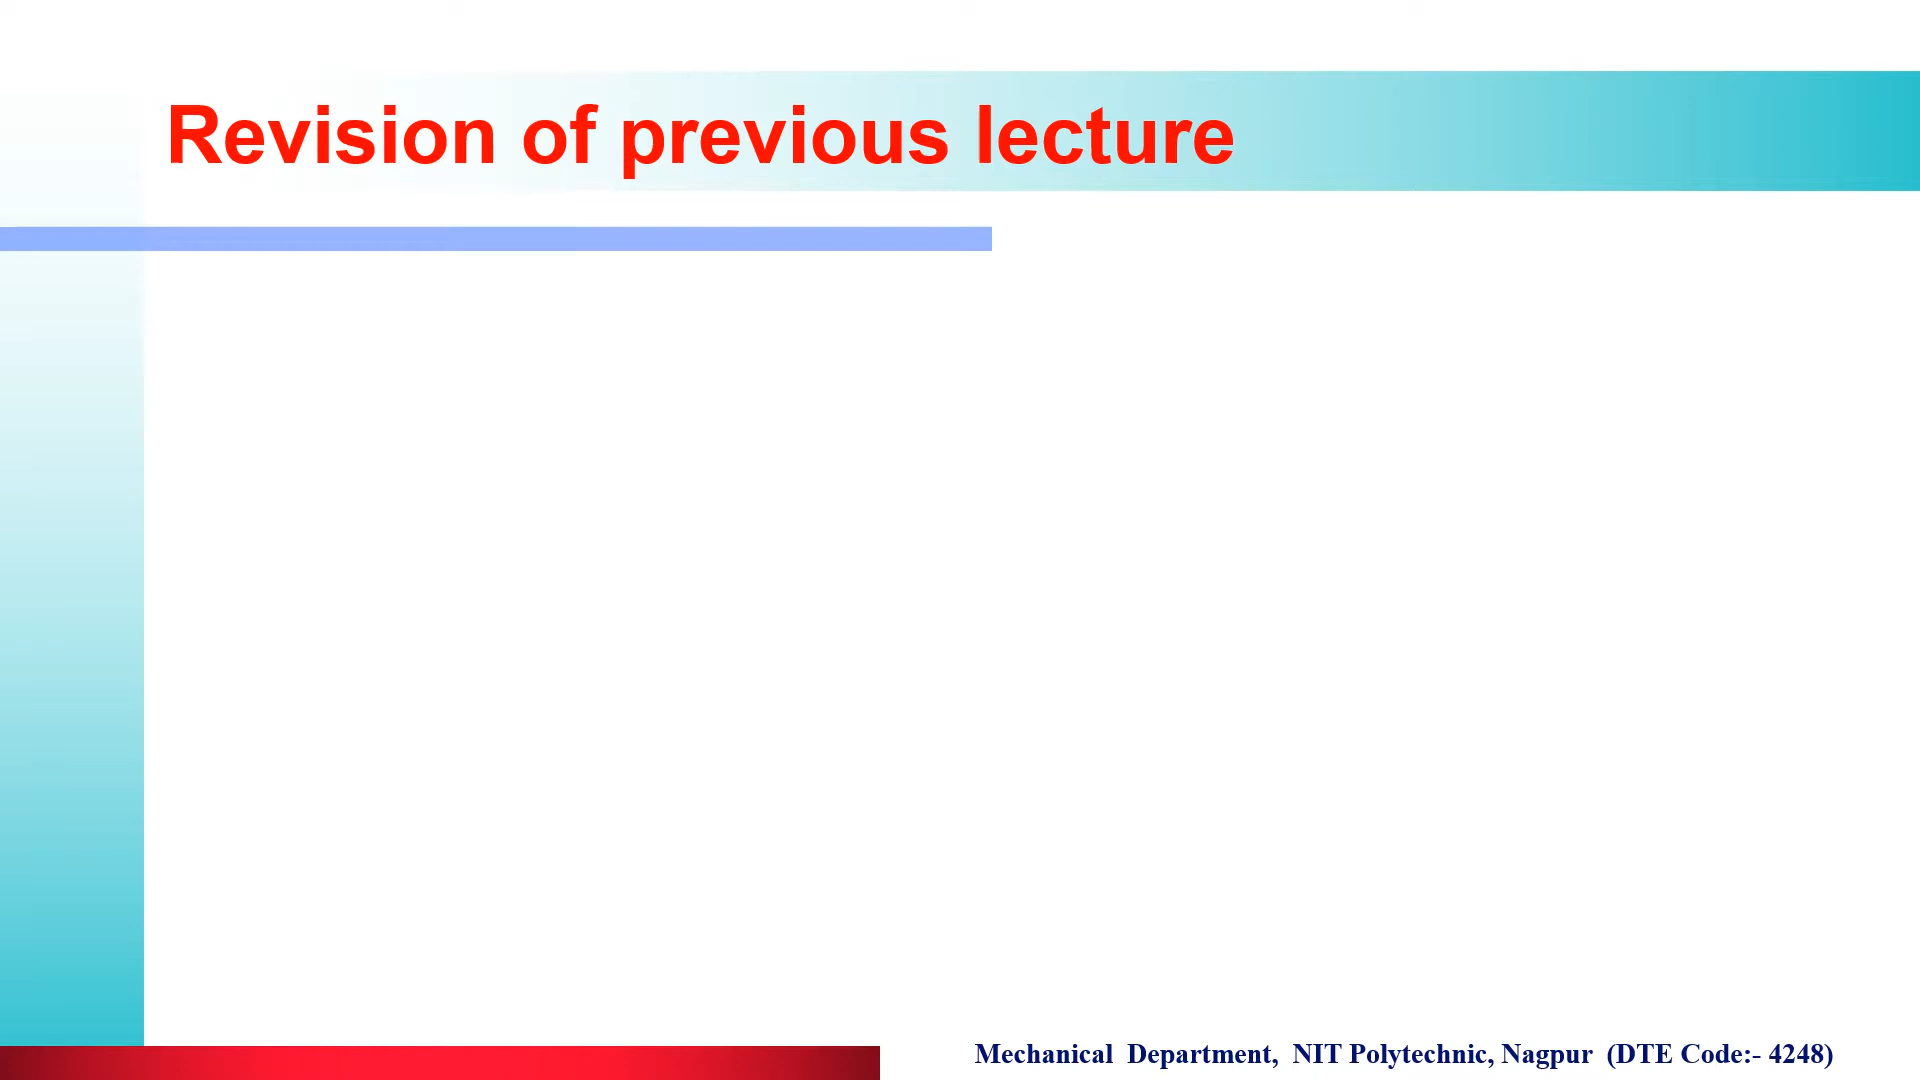 Revision of previous lecture
Mechanical Department, NIT Polytechnic, Nagpur (DTE Code:- 4248)